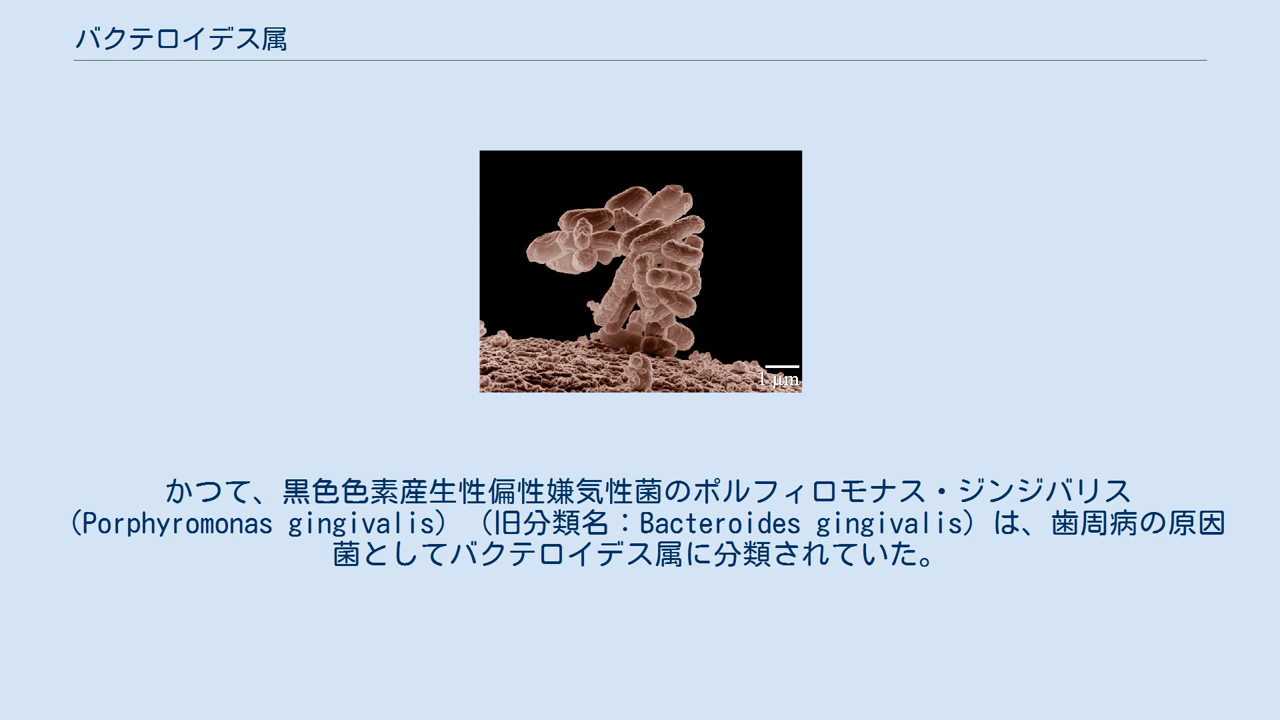 バクテロイデス属
1 μm
かつて、黒色色素産生性偏性嫌気性菌のポルフィロモナス・ジンジバリス
（Porphyromonas gingivalis）（旧分類名：Bacteroides gingivalis）は、歯周病の原因
菌としてバクテロイデス属に分類されていた。